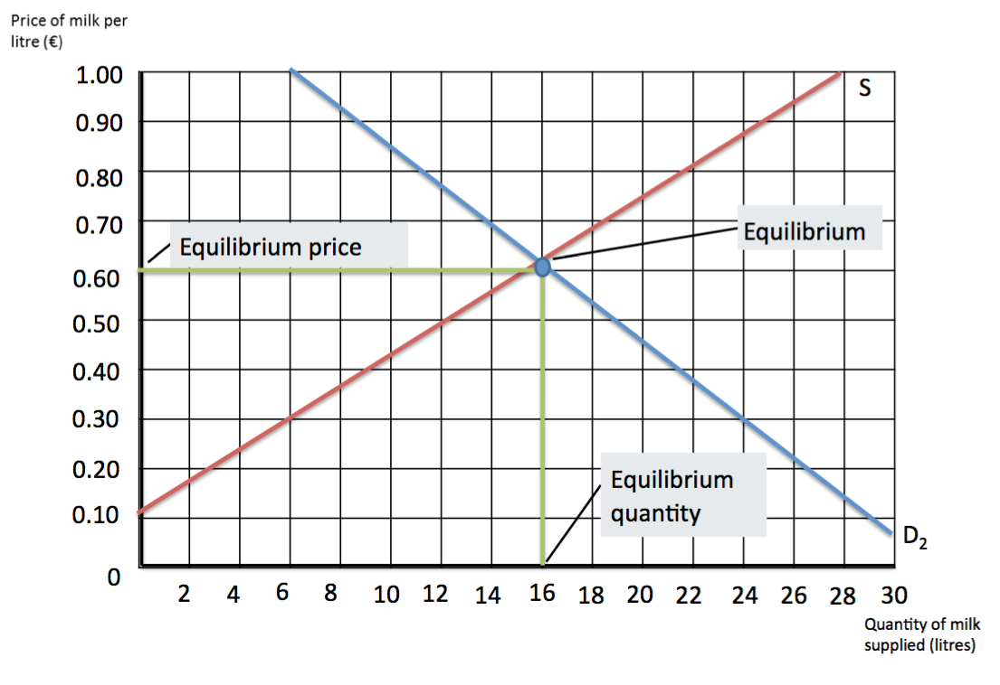 Price of milk per
litre (€)
1.00
S
0.90
0.80
0.70
Equilibrium
Equilibrium price
0.60
0.50
0.40
0.30
0.20
Equilibrium
quantity
0.10
D₂
0
2 4 6 8 10 12 14 16 18 20 22 24 26 28 30
Quantity of milk
supplied (litres)